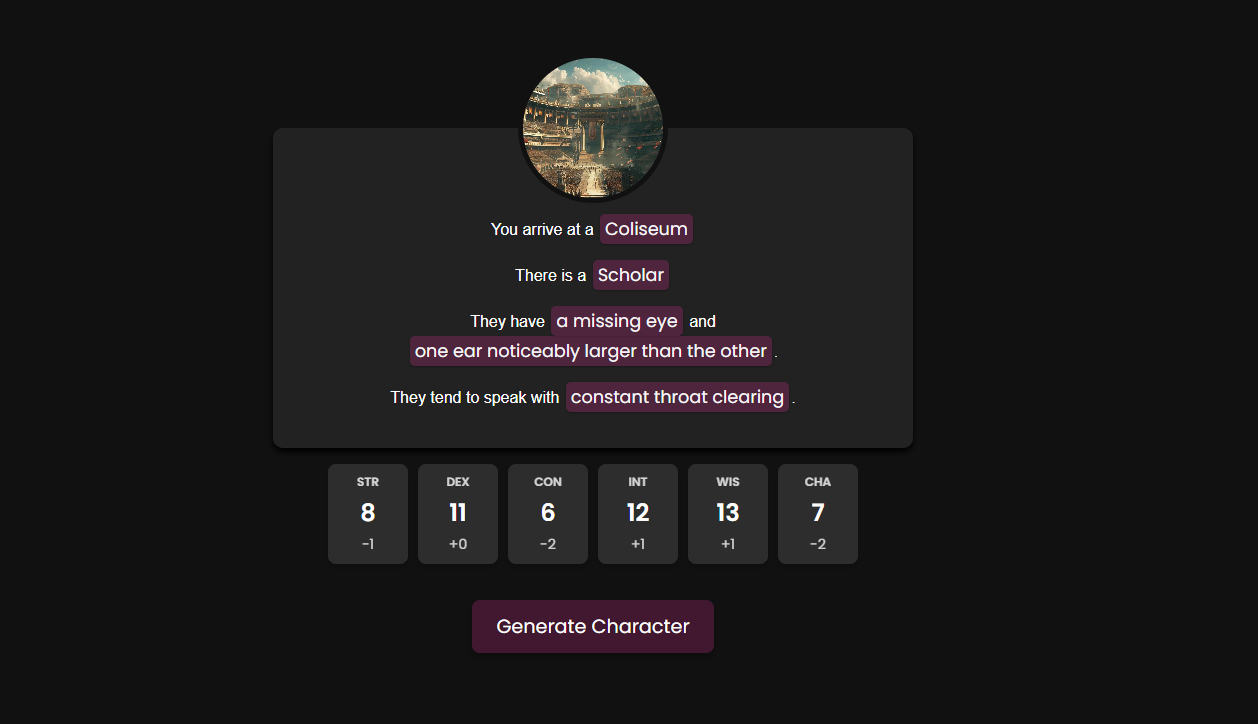 You arrive at a Coliseum
There is a Scholar
They have a missing eye and
one ear noticeably larger than the other .
They tend to speak with constant throat clearing .
STR DEX CON INT WIS CHA
8 11 6 12 13 7
-1 +0 -2 +1 +1 -2
Generate Character